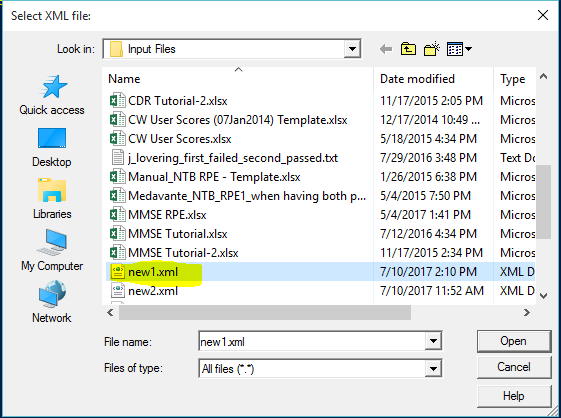 Select XML file:
Look in: Input Files
Quick access
Desktop
Libraries
My Computer
Network
Name Date modified Type
CDR Tutorial-2.xlsx 11/17/2015 2:05 PM Micros
CW User Scores (07Jan2014) Template.xlsx 12/17/2014 10:49 ... Micros
CW User Scores.xlsx 5/18/2015 4:34 PM Micros
j_lovering_first_failed_second_passed.txt 7/29/2016 3:48 PM Text Do
Manual_NTB RPE - Template.xlsx 1/26/2015 6:38 PM Micros
Medavante_NTB_RPE1_when having both p... 5/4/2015 7:50 PM Micros
MMSE RPE.xlsx 5/4/2017 1:41 PM Micros
MMSE Tutorial.xlsx 7/12/2016 4:34 PM Micros
MMSE Tutorial-2.xlsx 11/17/2015 2:34 PM Micros
new1.xml 7/10/2017 2:10 PM XML D
new2.xml 7/10/2017 11:52 AM XML D
File name: new1.xml Open
Files of type: All files (*.*) Cancel
Help